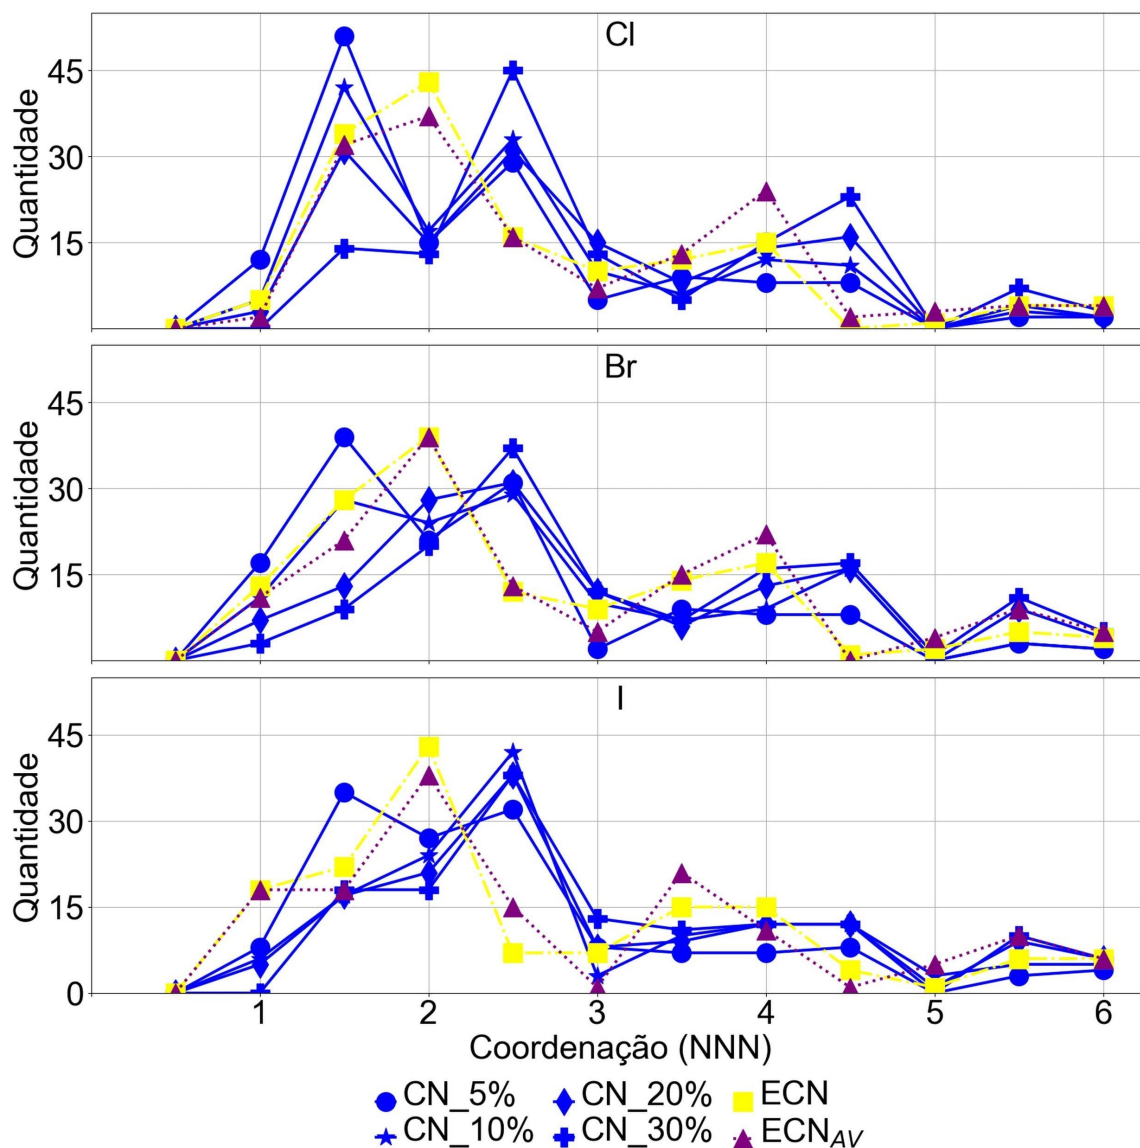 Cl
Quantidade
45
30
15
Br
Quantidade
45
30
15
I
Quantidade
45
30
15
0
1 2 3 4 5 6
Coordenação (NNN)
CN_5% CN_20% ECN
CN_10% CN_30% ECN_AV